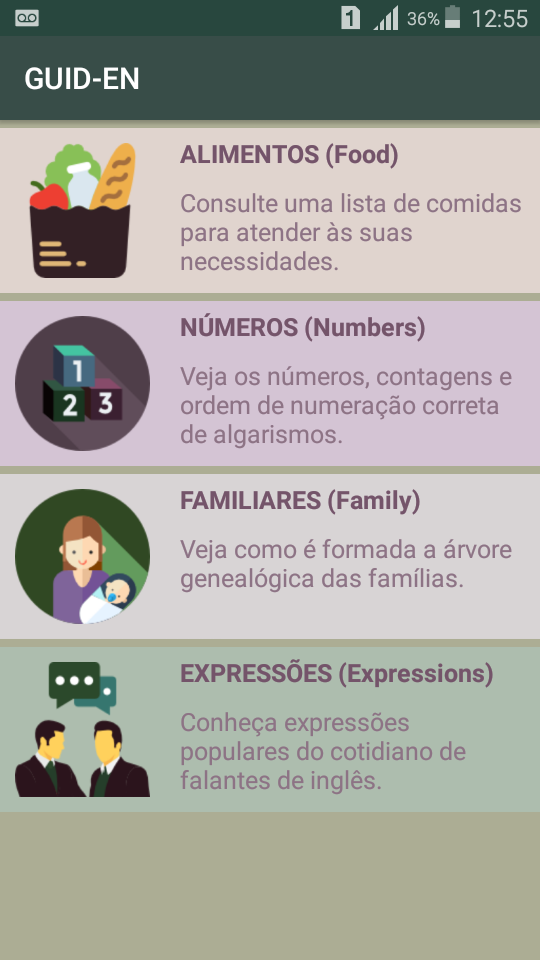 1 36% 12:55
GUID-EN
ALIMENTOS (Food)
Consulte uma lista de comidas
para atender às suas
necessidades.
1
2 3
NÚMEROS (Numbers)
Veja os números, contagens e
ordem de numeração correta
de algarismos.
FAMILIARES (Family)
Veja como é formada a árvore
genealógica das famílias.
EXPRESSÕES (Expressions)
Conheça expressões
populares do cotidiano de
falantes de inglês.